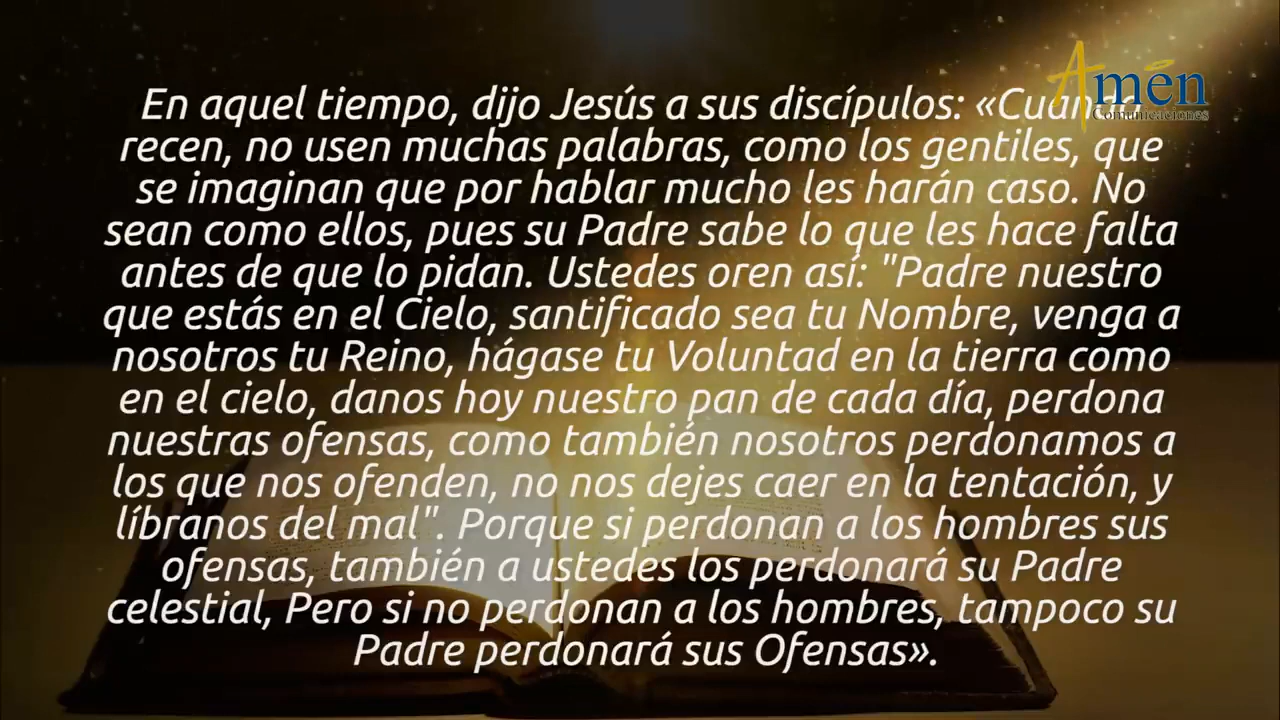 Amén
Comunicaciones
En aquel tiempo, dijo Jesús a sus discípulos: «Cuando
recen, no usen muchas palabras, como los gentiles, que
se imaginan que por hablar mucho les harán caso. No
sean como ellos, pues su Padre sabe lo que les hace falta
antes de que lo pidan. Ustedes oren así: "Padre nuestro
que estás en el Cielo, santificado sea tu Nombre, venga a
nosotros tu Reino, hágase tu Voluntad en la tierra como
en el cielo, danos hoy nuestro pan de cada día, perdona
nuestras ofensas, como también nosotros perdonamos a
los que nos ofenden, no nos dejes caer en la tentación, y
líbranos del mal". Porque si perdonan a los hombres sus
ofensas, también a ustedes los perdonará su Padre
celestial, Pero si no perdonan a los hombres, tampoco su
Padre perdonará sus Ofensas».